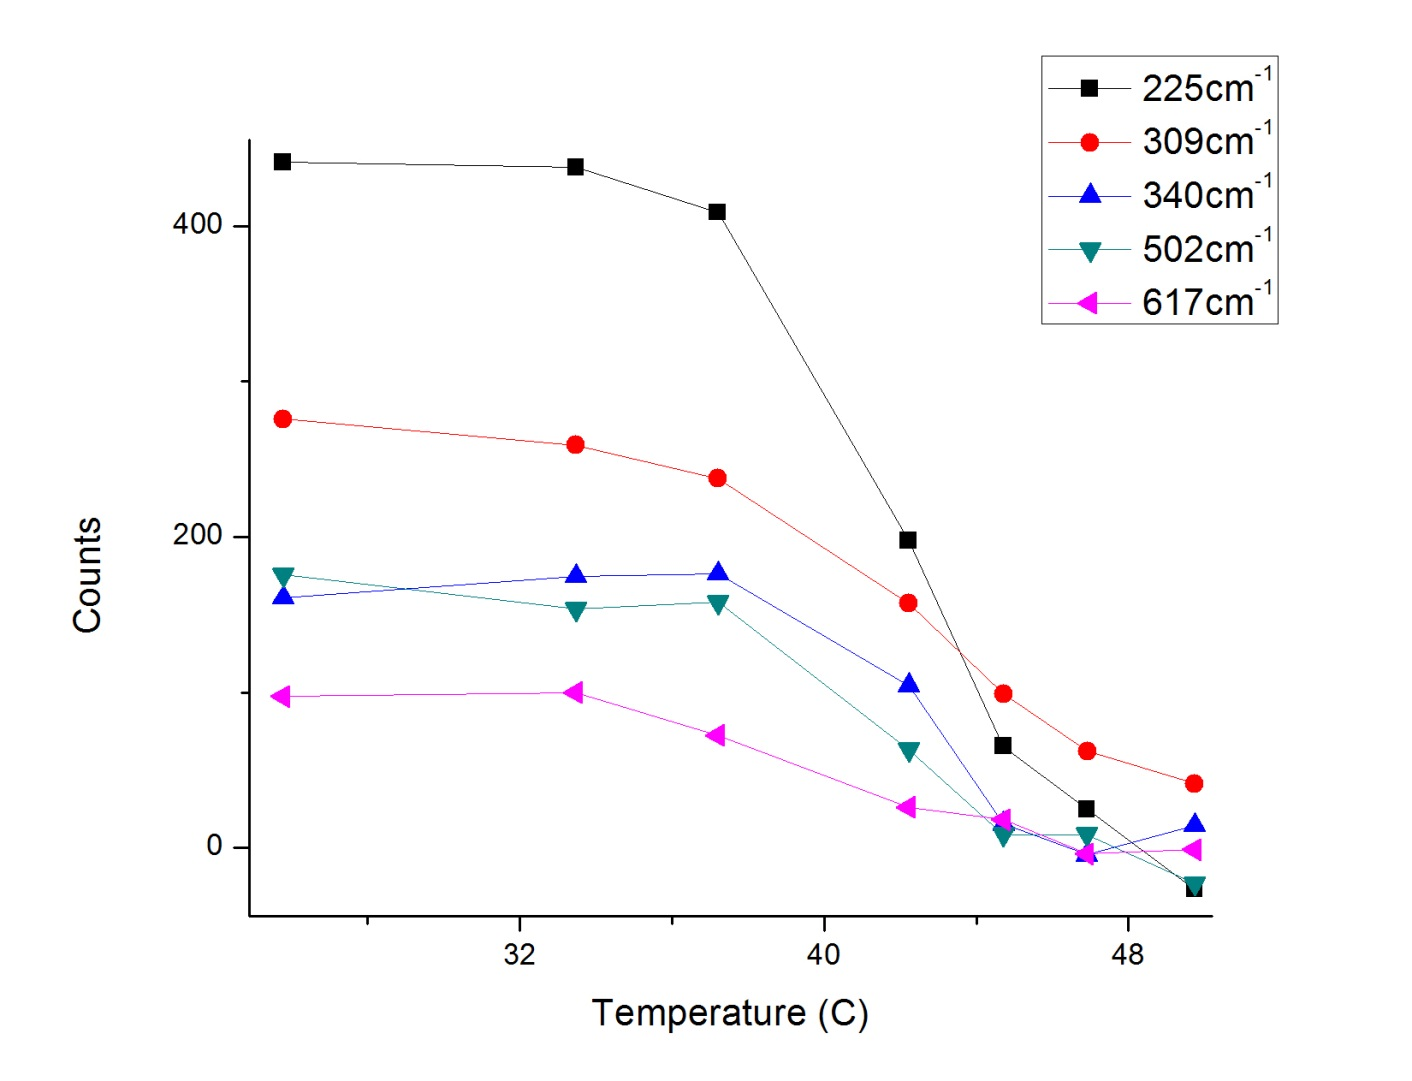 225cm-1
309cm-1
340cm-1
502cm-1
617cm-1
400
200
0
Counts
32 40 48
Temperature (C)